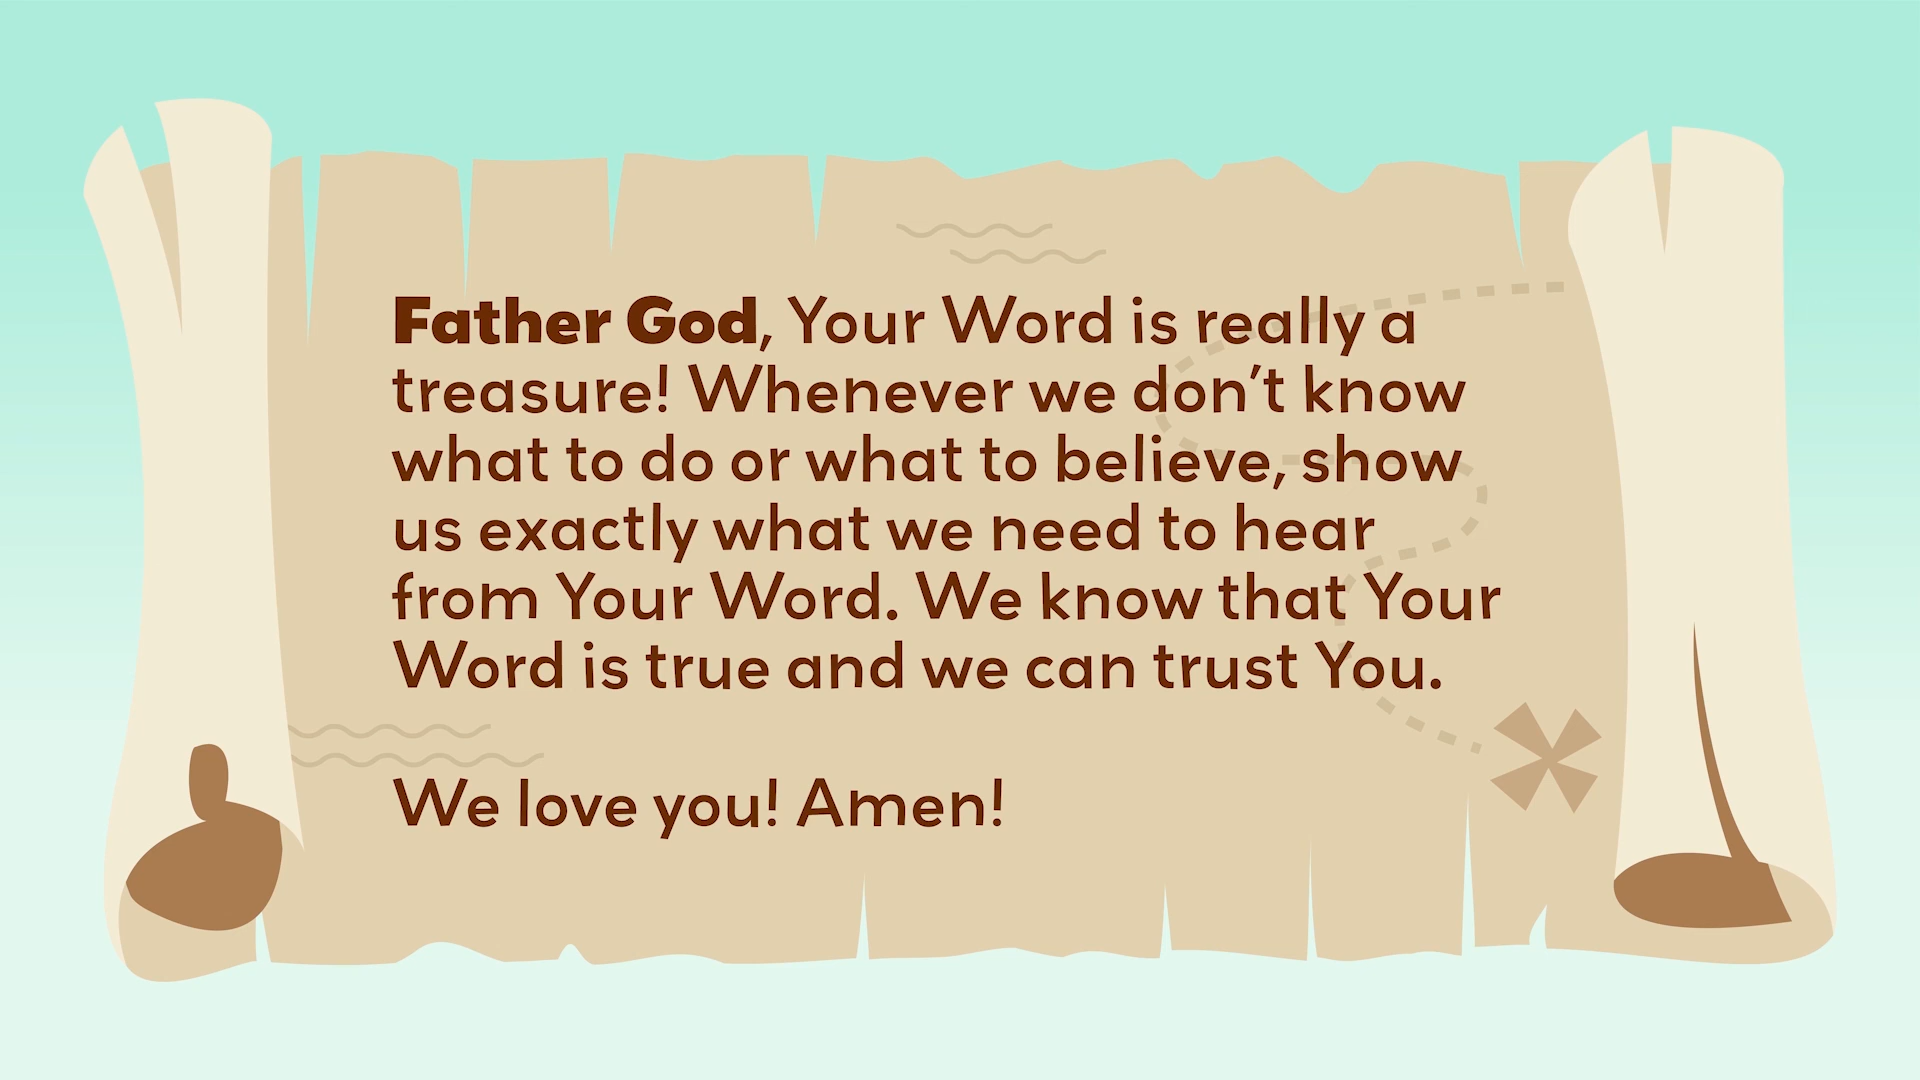 Father God, Your Word is really a
treasure! Whenever we don’t know
what to do or what to believe, show
us exactly what we need to hear
from Your Word. We know that Your
Word is true and we can trust You.
We love you! Amen!